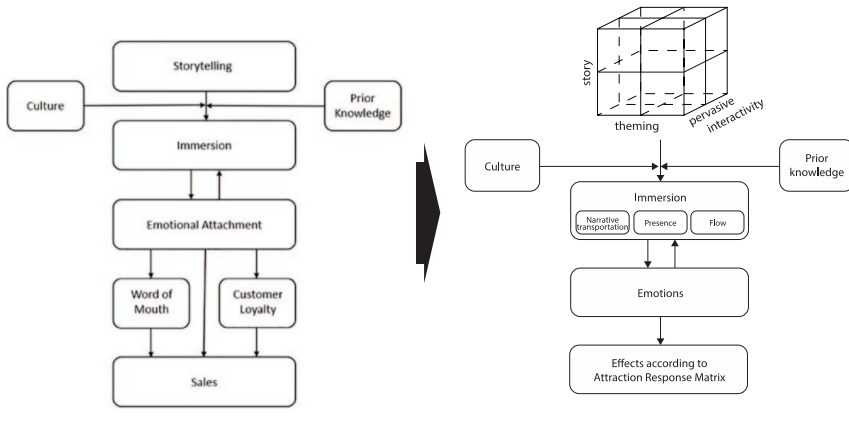 Storytelling
Culture
Prior
Knowledge
Immersion
Emotional Attachment
Word of
Mouth
Customer
Loyalty
Sales
story
theming
pervasive
interactivity
Culture
Prior
knowledge
Immersion
Narrative
transportation
Presence
Flow
Emotions
Effects according to
Attraction Response Matrix